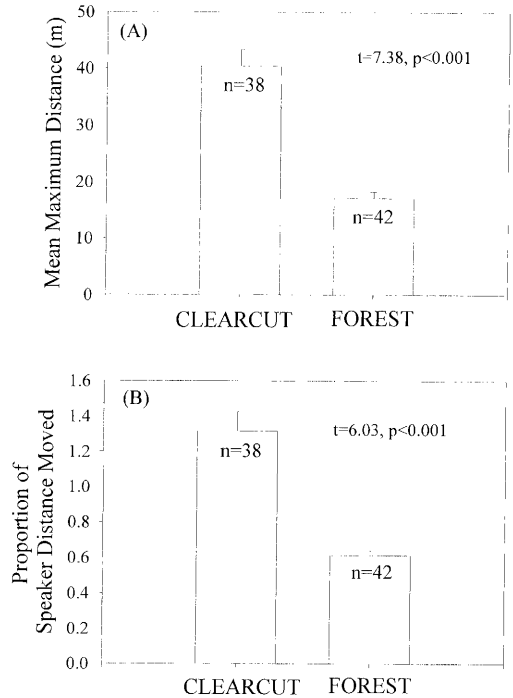 (A)
t=7.38, p<0.001
Mean Maximum Distance (m)
50
40
30
20
10
0
n=38
n=42
CLEARCUT FOREST
(B)
t=6.03, p<0.001
Proportion of
Speaker Distance Moved
1.6
1.4
1.2
1.0
0.8
0.6
0.4
0.2
0.0
n=38
n=42
CLEARCUT FOREST